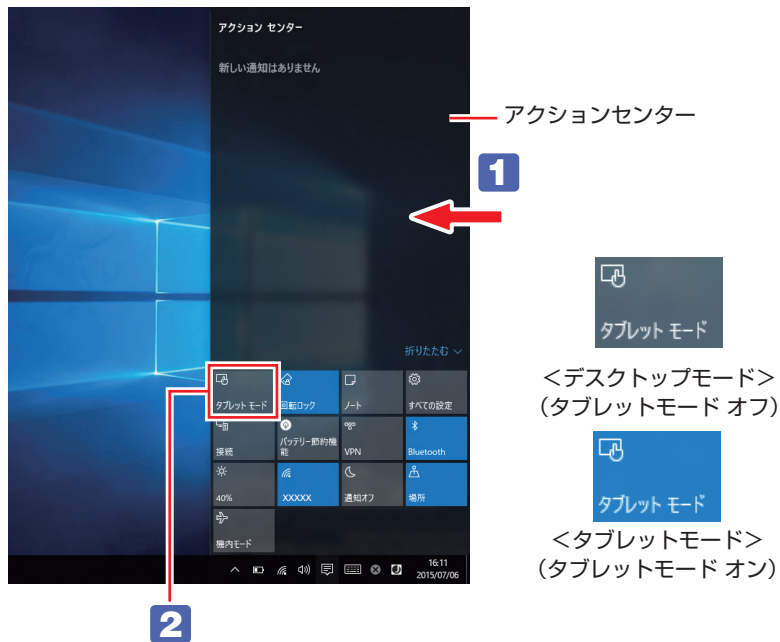 アクション センター
新しい通知はありません
アクションセンター
1
折りたたむ
タブレット モード
回転ロック
ノート
すべての設定
接続
バッテリー節約機
能
VPN
Bluetooth
40%
XXXXX
通知オフ
場所
機内モード
16:11
2015/07/06
2
タブレット モード
＜デスクトップモード＞
（タブレットモード オフ）
タブレット モード
＜タブレットモード＞
（タブレットモード オン）